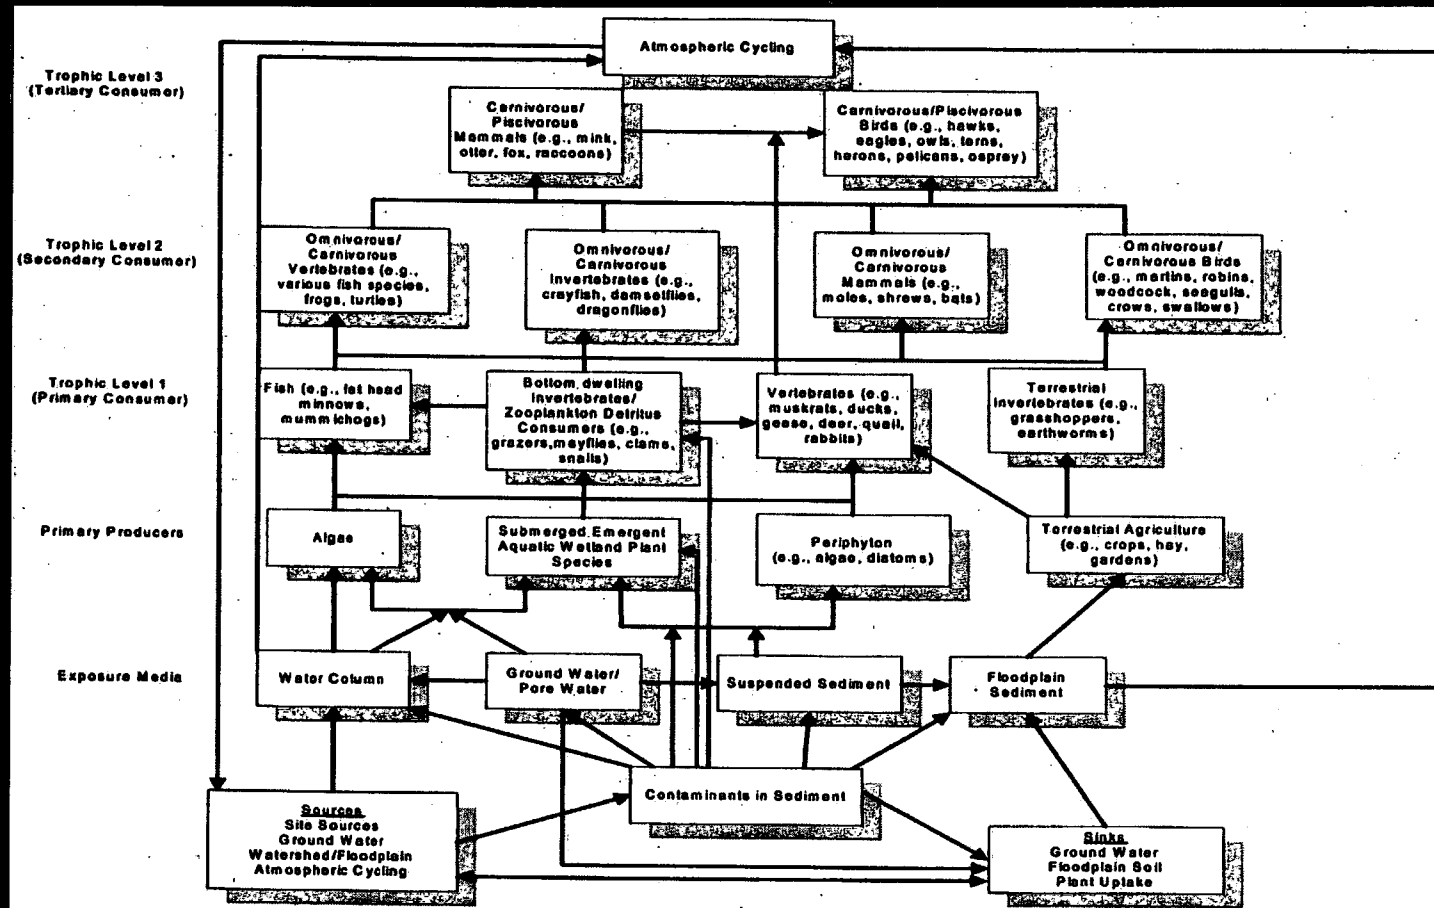 Atmospheric Cycling
Trophic Level 3
(Tertiary Consumer)
Carnivorous/
Piscivorous
Mammals (e.g., mink,
otter, fox, raccoons)
Carnivorous/Piscivorous
Birds (e.g., hawks,
eagles, owls, terns,
herons, pelicans, osprey)
Trophic Level 2
(Secondary Consumer)
Omnivorous/
Carnivorous
Vertebrates (e.g.,
various fish species,
frogs, turtles)
Omnivorous/
Carnivorous
Invertebrates (e.g.,
crayfish, damselflies,
dragonflies)
Omnivorous/
Carnivorous
Mammals (e.g.,
moles, shrews, bats)
Omnivorous/
Carnivorous Birds
(e.g., martins, robins,
woodcock, seagulls,
crows, swallows)
Trophic Level 1
(Primary Consumer)
Fish (e.g., fat head
minnows,
mummichogs)
Bottom dwelling
Invertebrates/
Zooplankton Detritus
Consumers (e.g.,
grazers,mayflies, clams,
snails)
Vertebrates (e.g.,
muskrats, ducks,
geese, deer, quail,
rabbits)
Terrestrial
Invertebrates (e.g.,
grasshoppers,
earthworms)
Primary Producers
Algae
Submerged, Emergent
Aquatic Wetland Plant
Species
Periphyton
(e.g., algae, diatoms)
Terrestrial Agriculture
(e.g., crops, hay,
gardens)
Exposure Media
Water Column
Ground Water/
Pore Water
Suspended Sediment
Floodplain
Sediment
Sources
Site Sources
Ground Water
Watershed/Floodplain
Atmospheric Cycling
Contaminants in Sediment
Sinks
Ground Water
Floodplain Soil
Plant Uptake